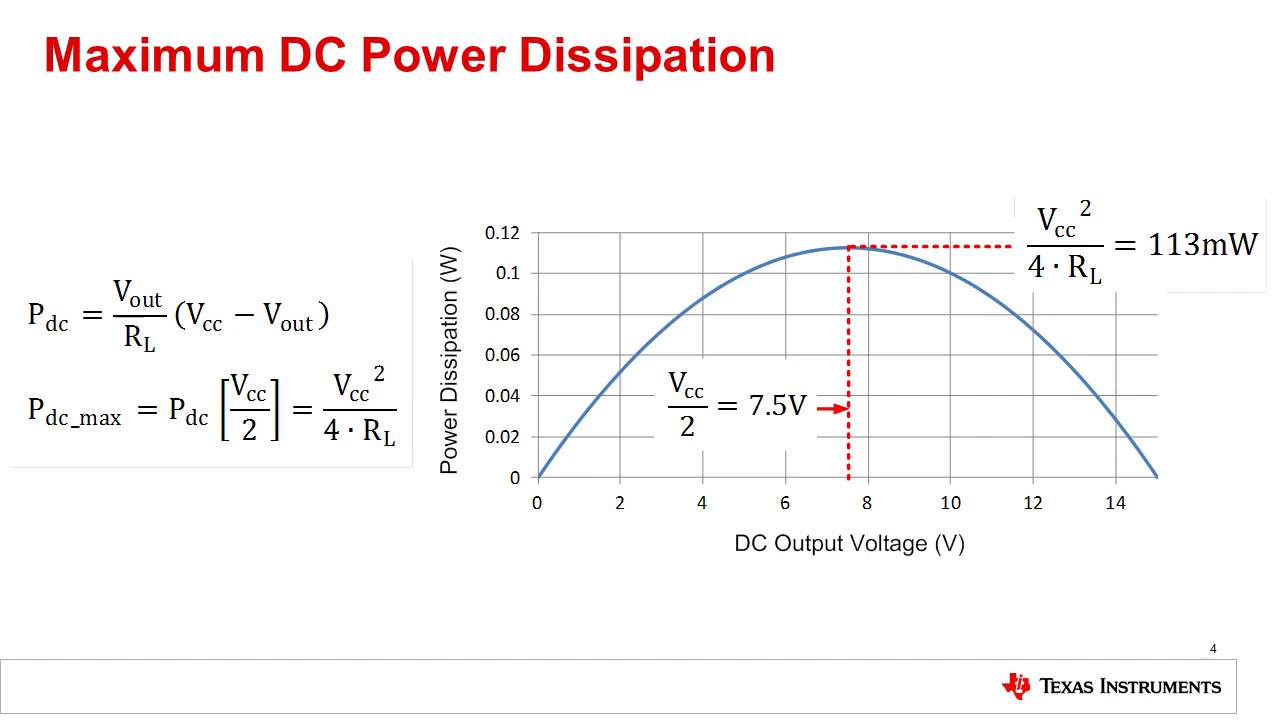 Maximum DC Power Dissipation
P_dc = V_out / R_L (V_cc − V_out)
P_dc_max = P_dc [V_cc / 2] = V_cc² / 4 · R_L
Power Dissipation (W)
0.12
0.1
0.08
0.06
0.04
0.02
0
V_cc² / 4 · R_L = 113mW
V_cc / 2 = 7.5V
0 2 4 6 8 10 12 14
DC Output Voltage (V)
4
TEXAS INSTRUMENTS